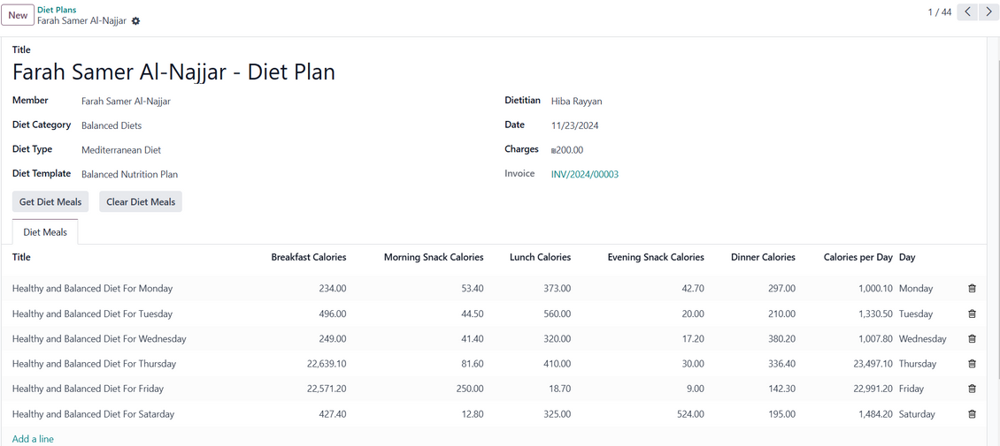 New
Diet Plans
Farah Samer Al-Najjar
1 / 44
Title
Farah Samer Al-Najjar - Diet Plan
Member Farah Samer Al-Najjar Dietitian Hiba Rayyan
Diet Category Balanced Diets Date 11/23/2024
Diet Type Mediterranean Diet Charges ₪200.00
Diet Template Balanced Nutrition Plan Invoice INV/2024/00003
Get Diet Meals Clear Diet Meals
Diet Meals
Title Breakfast Calories Morning Snack Calories Lunch Calories Evening Snack Calories Dinner Calories Calories per Day Day
Healthy and Balanced Diet For Monday 234.00 53.40 373.00 42.70 297.00 1,000.10 Monday
Healthy and Balanced Diet For Tuesday 496.00 44.50 560.00 20.00 210.00 1,330.50 Tuesday
Healthy and Balanced Diet For Wednesday 249.00 41.40 320.00 17.20 380.20 1,007.80 Wednesday
Healthy and Balanced Diet For Thursday 22,639.10 81.60 410.00 30.00 336.40 23,497.10 Thursday
Healthy and Balanced Diet For Friday 22,571.20 250.00 18.70 9.00 142.30 22,991.20 Friday
Healthy and Balanced Diet For Satarday 427.40 12.80 325.00 524.00 195.00 1,484.20 Saturday
Add a line